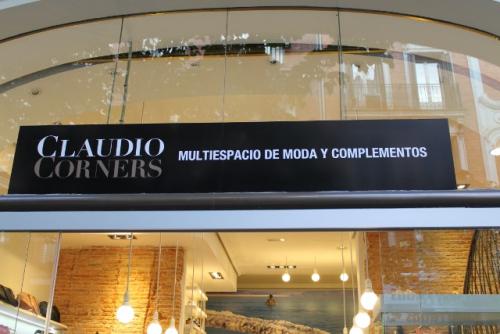 CLAUDIO
CORNERS
MULTIESPACIO DE MODA Y COMPLEMENTOS